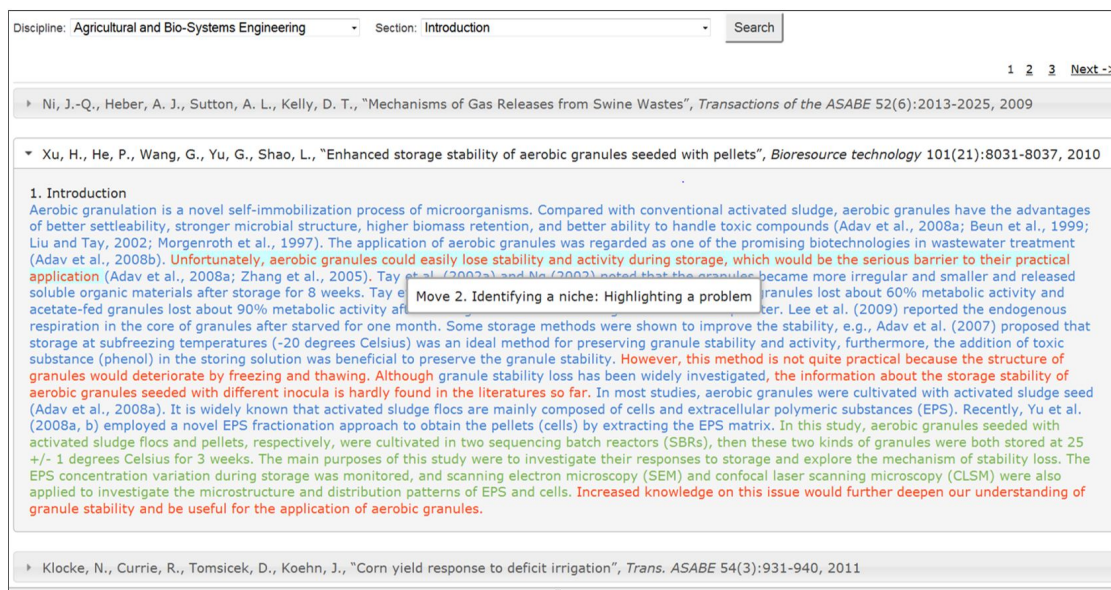 Discipline: Agricultural and Bio-Systems Engineering Section: Introduction Search
1 2 3 Next ->
Ni, J.-Q., Heber, A. J., Sutton, A. L., Kelly, D. T., "Mechanisms of Gas Releases from Swine Wastes", Transactions of the ASABE 52(6):2013-2025, 2009
Xu, H., He, P., Wang, G., Yu, G., Shao, L., "Enhanced storage stability of aerobic granules seeded with pellets", Bioresource technology 101(21):8031-8037, 2010
1. Introduction
Aerobic granulation is a novel self-immobilization process of microorganisms. Compared with conventional activated sludge, aerobic granules have the advantages
of better settleability, stronger microbial structure, higher biomass retention, and better ability to handle toxic compounds (Adav et al., 2008a; Beun et al., 1999;
Liu and Tay, 2002; Morgenroth et al., 1997). The application of aerobic granules was regarded as one of the promising biotechnologies in wastewater treatment
(Adav et al., 2008b). Unfortunately, aerobic granules could easily lose stability and activity during storage, which would be the serious barrier to their practical
application (Adav et al., 2008a; Zhang et al., 2005). Tay et al. (2002a) and Ng (2002) noted that the granules became more irregular and smaller and released
soluble organic materials after storage for 8 weeks. Tay e granules lost about 60% metabolic activity and
Move 2. Identifying a niche: Highlighting a problem
acetate-fed granules lost about 90% metabolic activity ter. Lee et al. (2009) reported the endogenous
respiration in the core of granules after starved for one month. Some storage methods were shown to improve the stability, e.g., Adav et al. (2007) proposed that
storage at subfreezing temperatures (-20 degrees Celsius) was an ideal method for preserving granule stability and activity, furthermore, the addition of toxic
substance (phenol) in the storing solution was beneficial to preserve the granule stability. However, this method is not quite practical because the structure of
granules would deteriorate by freezing and thawing. Although granule stability loss has been widely investigated, the information about the storage stability of
aerobic granules seeded with different inocula is hardly found in the literatures so far. In most studies, aerobic granules were cultivated with activated sludge seed
(Adav et al., 2008a). It is widely known that activated sludge flocs are mainly composed of cells and extracellular polymeric substances (EPS). Recently, Yu et al.
(2008a, b) employed a novel EPS fractionation approach to obtain the pellets (cells) by extracting the EPS matrix. In this study, aerobic granules seeded with
activated sludge flocs and pellets, respectively, were cultivated in two sequencing batch reactors (SBRs), then these two kinds of granules were both stored at 25
+/- 1 degrees Celsius for 3 weeks. The main purposes of this study were to investigate their responses to storage and explore the mechanism of stability loss. The
EPS concentration variation during storage was monitored, and scanning electron microscopy (SEM) and confocal laser scanning microscopy (CLSM) were also
applied to investigate the microstructure and distribution patterns of EPS and cells. Increased knowledge on this issue would further deepen our understanding of
granule stability and be useful for the application of aerobic granules.
Klocke, N., Currie, R., Tomsicek, D., Koehn, J., "Corn yield response to deficit irrigation", Trans. ASABE 54(3):931-940, 2011